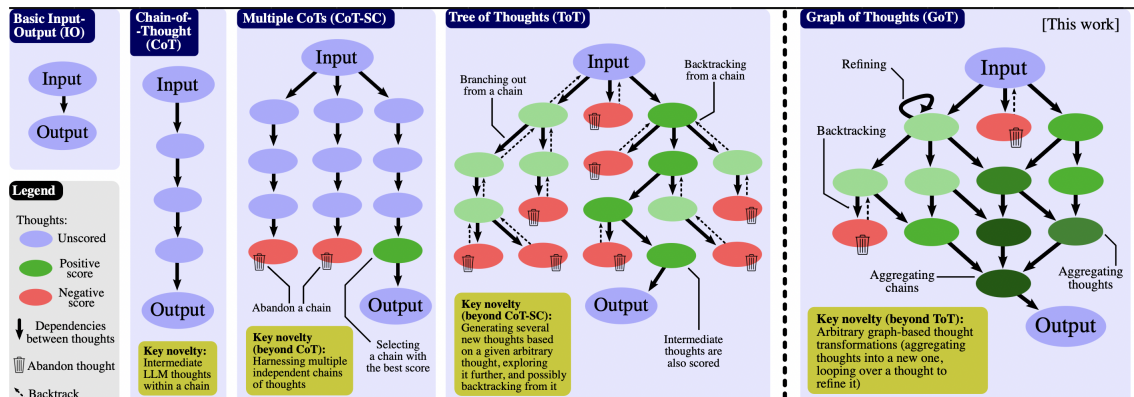 Basic Input-
Output (IO)
Input
Output
Legend
Thoughts:
Unscored
Positive
score
Negative
score
Dependencies
between thoughts
Abandon thought
Backtrack
Chain-of-
-Thought
(CoT)
Input
Output
Key novelty:
Intermediate
LLM thoughts
within a chain
Multiple CoTs (CoT-SC)
Input
Abandon a chain
Output
Key novelty
(beyond CoT):
Harnessing multiple
independent chains
of thoughts
Selecting
a chain with
the best score
Tree of Thoughts (ToT)
Input
Branching out
from a chain
Backtracking
from a chain
Output
Key novelty
(beyond CoT-SC):
Generating several
new thoughts based
on a given arbitrary
thought, exploring
it further, and possibly
backtracking from it
Intermediate
thoughts are
also scored
Graph of Thoughts (GoT)
[This work]
Refining
Input
Backtracking
Aggregating
chains
Aggregating
thoughts
Output
Key novelty (beyond ToT):
Arbitrary graph-based thought
transformations (aggregating
thoughts into a new one,
looping over a thought to
refine it)